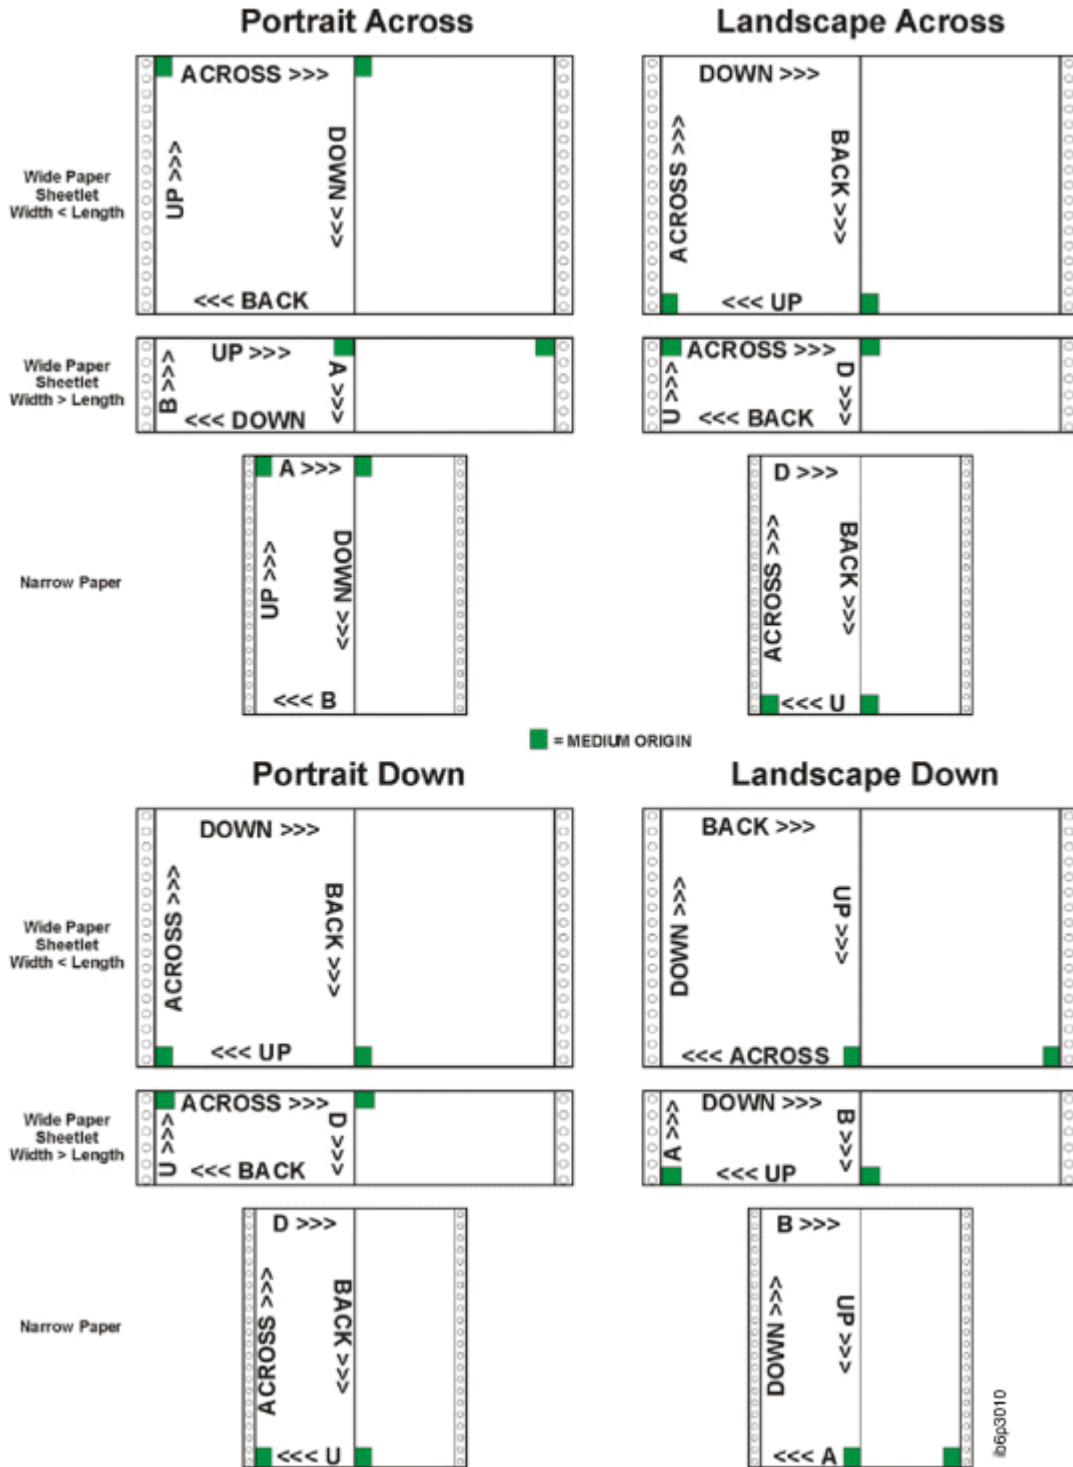 Portrait Across
Landscape Across
Wide Paper
Sheetlet
Width < Length
ACROSS >>>
UP >>>
DOWN >>>
<<< BACK
DOWN >>>
ACROSS >>>
BACK >>>
<<< UP
Wide Paper
Sheetlet
Width > Length
UP >>>
B >>>
A >>>
<<< DOWN
ACROSS >>>
U >>>
D >>>
<<< BACK
Narrow Paper
A >>>
UP >>>
DOWN >>>
<<< B
D >>>
ACROSS >>>
BACK >>>
<<< U
= MEDIUM ORIGIN
Portrait Down
Landscape Down
Wide Paper
Sheetlet
Width < Length
DOWN >>>
ACROSS >>>
BACK >>>
<<< UP
BACK >>>
DOWN >>>
UP >>>
<<< ACROSS
Wide Paper
Sheetlet
Width > Length
ACROSS >>>
U >>>
D >>>
<<< BACK
DOWN >>>
A >>>
B >>>
<<< UP
Narrow Paper
D >>>
ACROSS >>>
BACK >>>
<<< U
B >>>
DOWN >>>
UP >>>
<<< A
ib6p3010